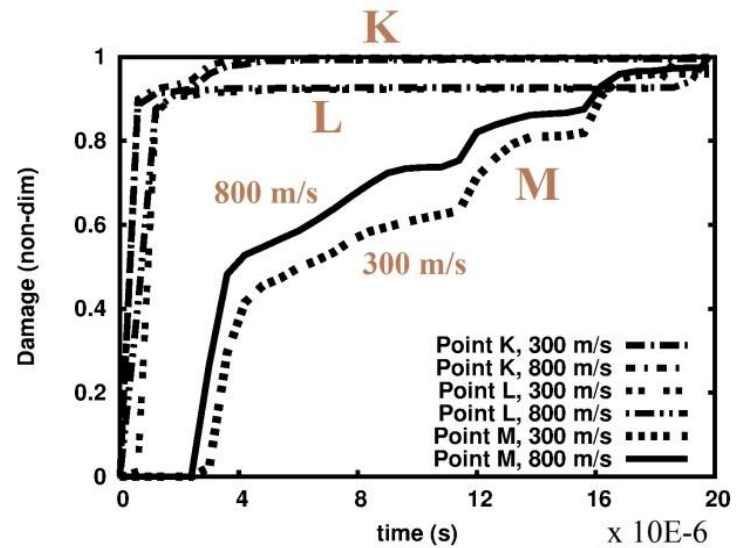 K
1
L
0.8
800 m/s
M
0.6
300 m/s
0.4
0.2
0
Damage (non-dim)
Point K, 300 m/s
Point K, 800 m/s
Point L, 300 m/s
Point L, 800 m/s
Point M, 300 m/s
Point M, 800 m/s
0 4 8 12 16 20
time (s)
x 10E-6